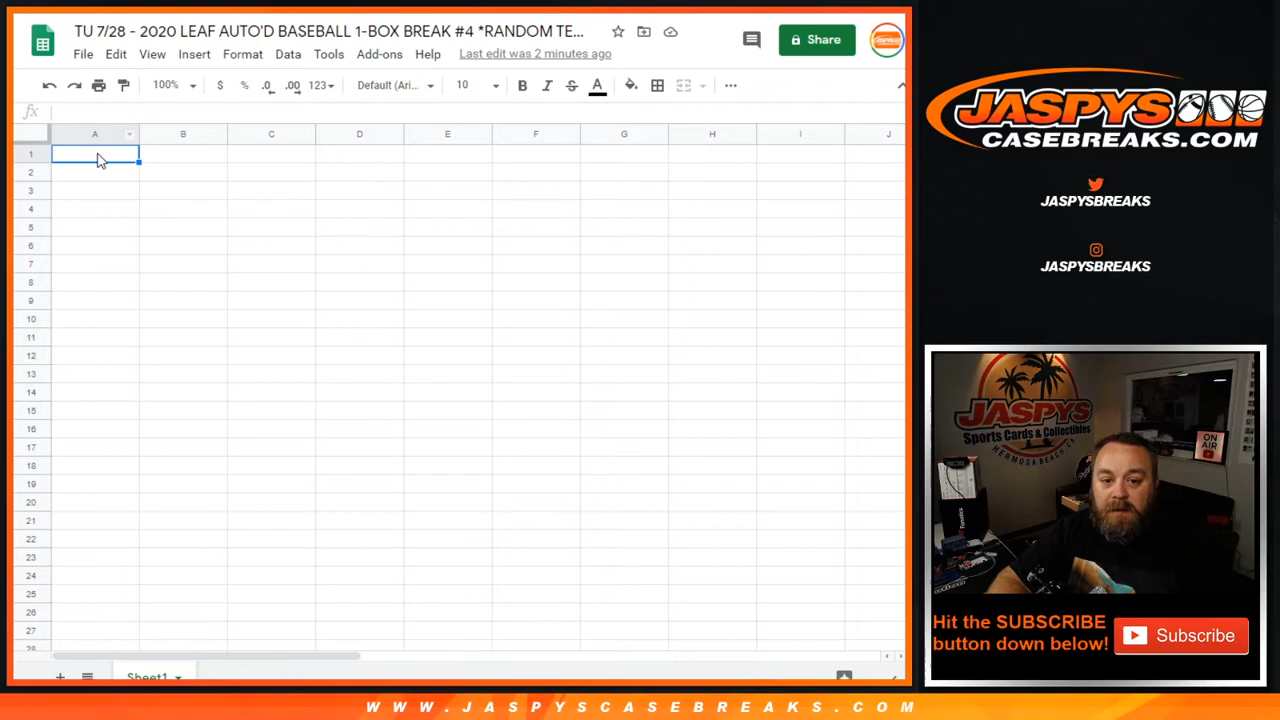 TU 7/28 - 2020 LEAF AUTO'D BASEBALL 1-BOX BREAK #4 *RANDOM TE...
Share
File Edit View Insert Format Data Tools Add-ons Help Last edit was 2 minutes ago
100% $ % .0 .00 123 Default (Ari... 10 B I S A
fx
A B C D E F G H I J
1
2
3
4
5
6
7
8
9
10
11
12
13
14
15
16
17
18
19
20
21
22
23
24
25
26
27
28
Sheet1
JASPYS
CASEBREAKS.COM
JASPYSBREAKS
JASPYSBREAKS
JASPYS
Sports Cards & Collectibles
HERMOSA BEACH, CA
ON
AIR
Fanatics
Hit the SUBSCRIBE
button down below!
Subscribe
WWW.JASPYSCASEBREAKS.COM